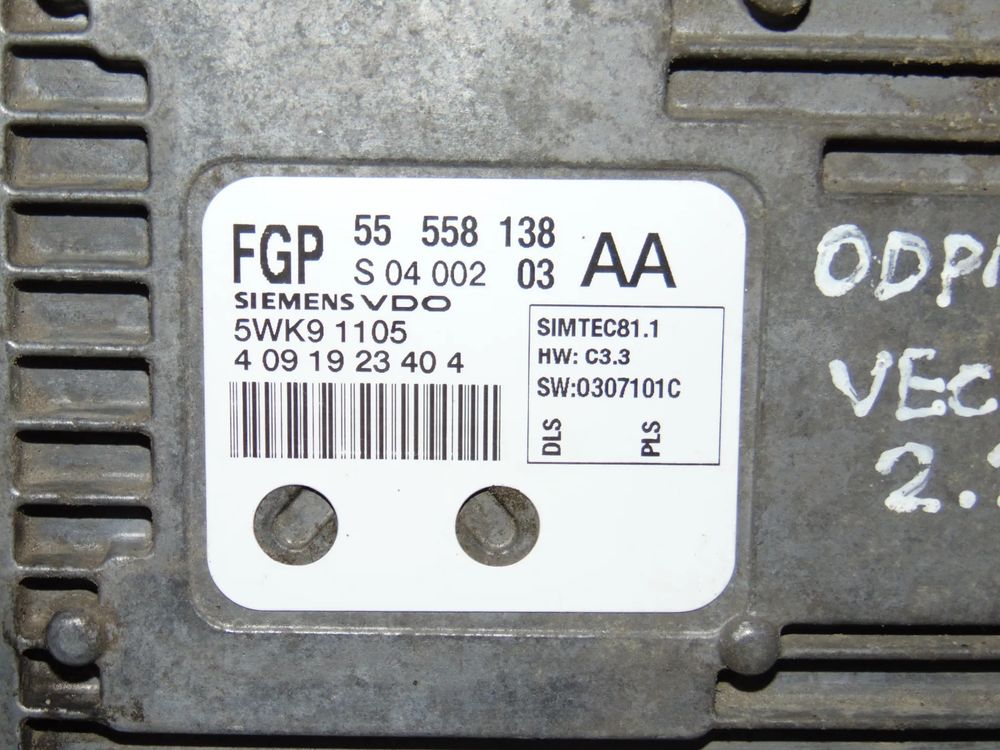 FGP 55 558 138 AA
S 04 002 03
SIEMENS VDO
5WK9 1105
4 09 19 23 40 4
SIMTEC81.1
HW: C3.3
SW:0307101C
DLS PLS